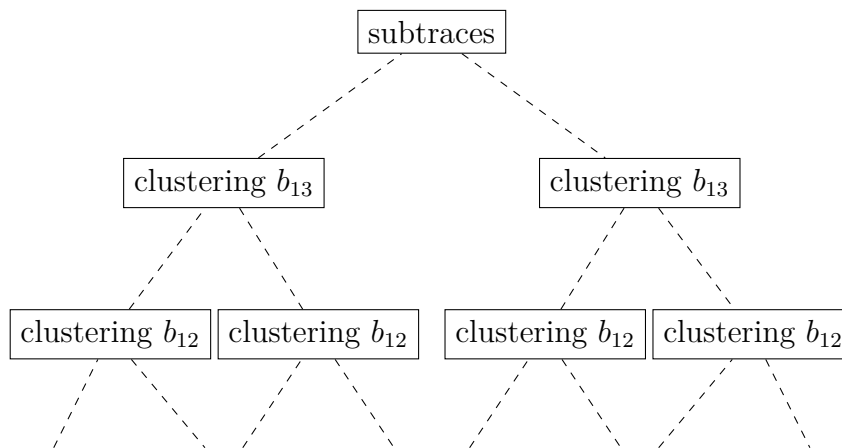 subtraces
clustering b₁₃ clustering b₁₃
clustering b₁₂ clustering b₁₂ clustering b₁₂ clustering b₁₂